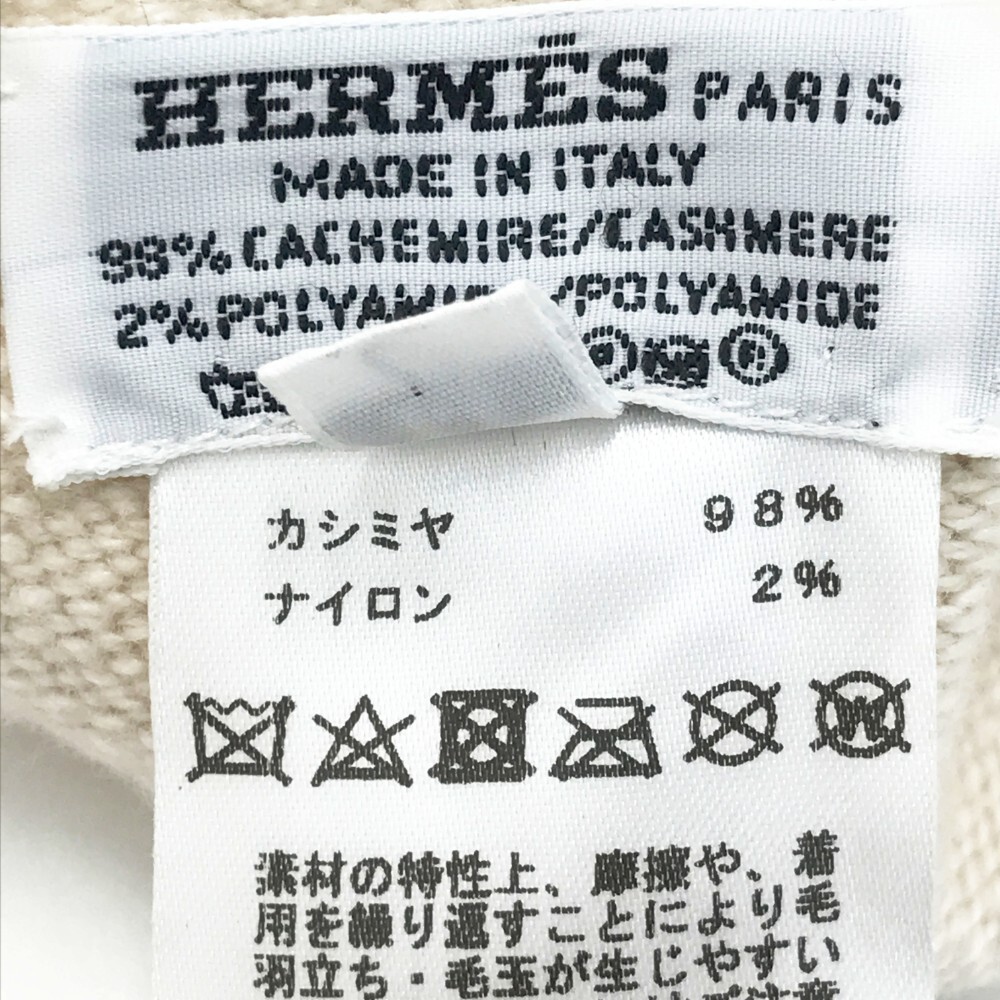 HERMÈS PARIS
MADE IN ITALY
98% CACHEMIRE/CASHMERE
2% POLYAMIDE/POLYAMIDE
カシミヤ 98%
ナイロン 2%
W
素材の特性上、摩擦や、着
用を繰り返すことにより毛
羽立ち・毛玉が生じやすい